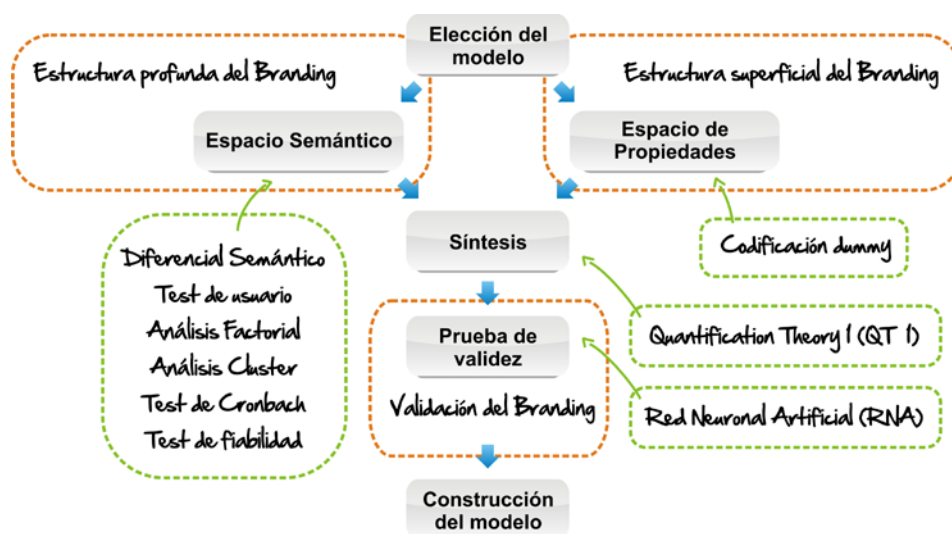 Elección del
modelo
Estructura profunda del Branding
Estructura superficial del Branding
Espacio Semántico
Espacio de
Propiedades
Síntesis
Codificación dummy
Diferencial Semántico
Test de usuario
Análisis Factorial
Análisis Cluster
Test de Cronbach
Test de fiabilidad
Prueba de
validez
Validación del Branding
Quantification Theory I (QT I)
Red Neuronal Artificial (RNA)
Construcción
del modelo